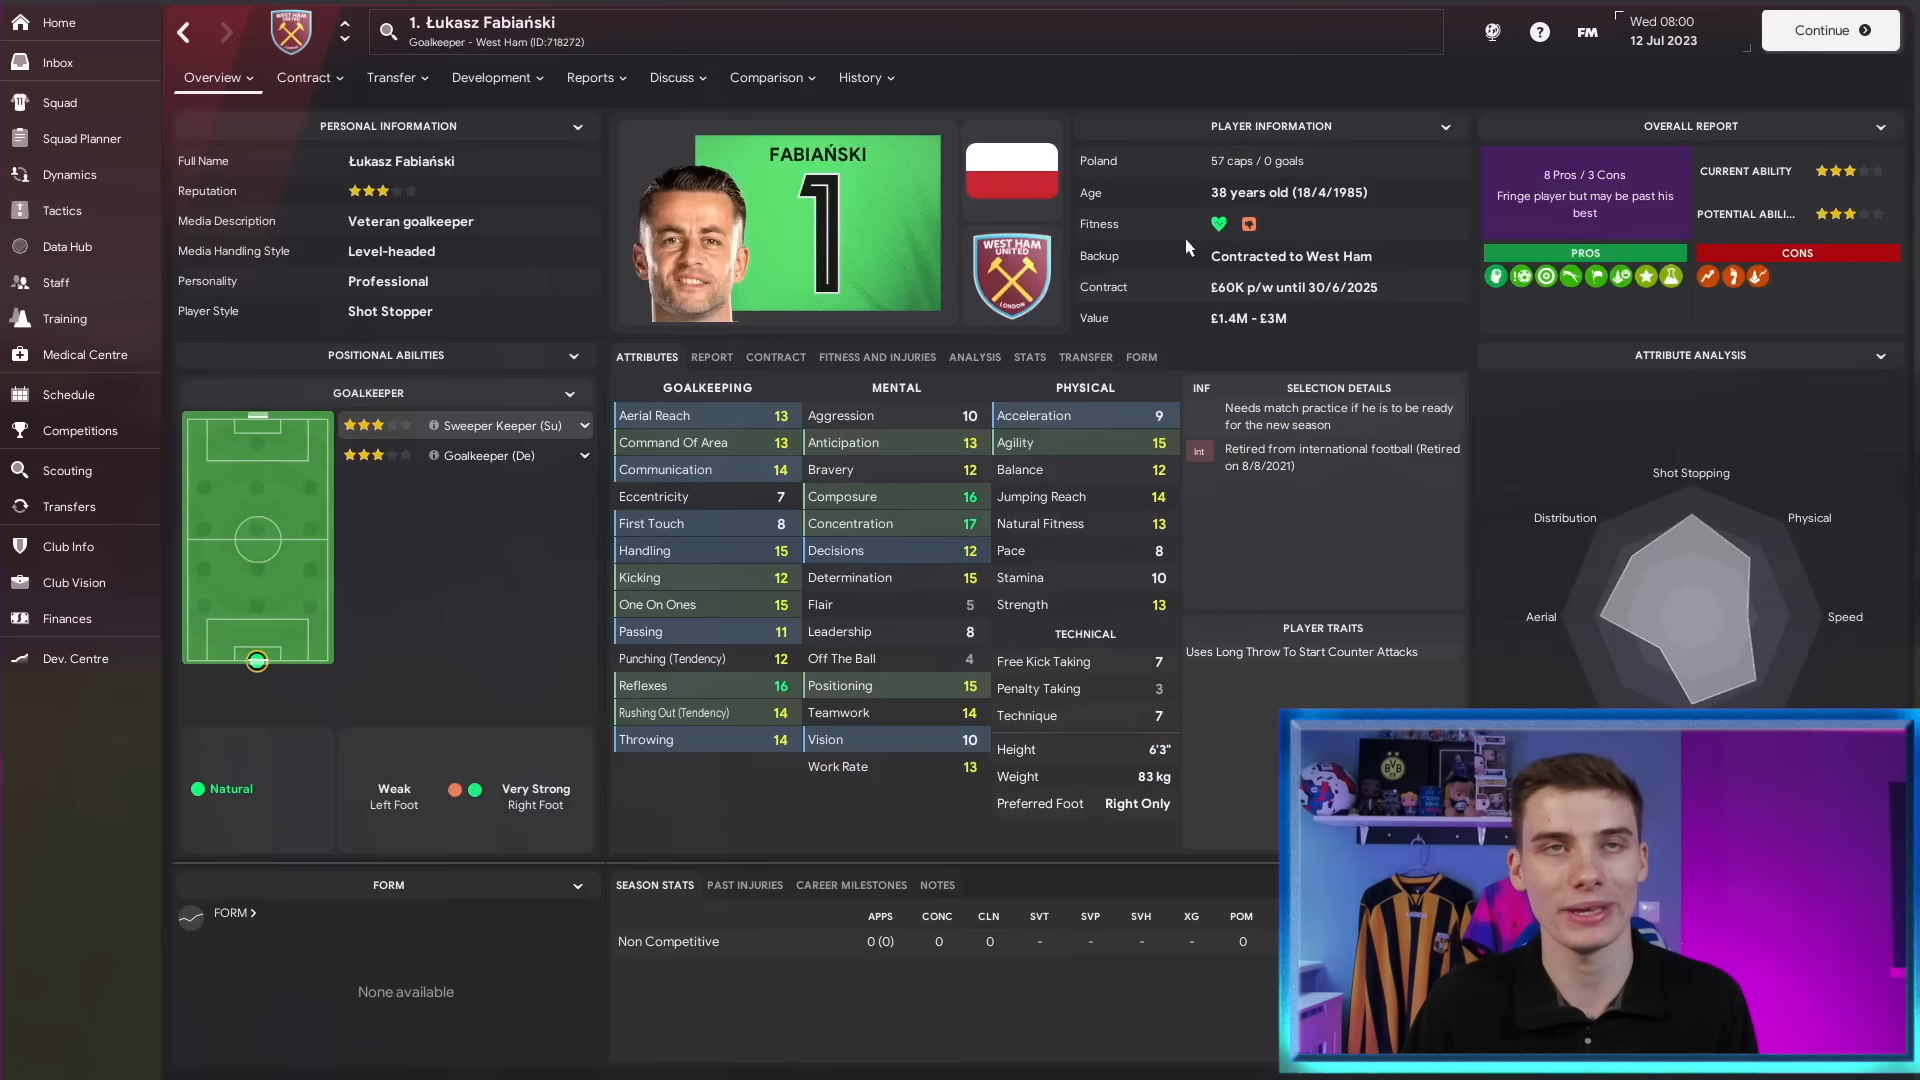 Home
Inbox
Squad
Squad Planner
Dynamics
Tactics
Data Hub
Staff
Training
Medical Centre
Schedule
Competitions
Scouting
Transfers
Club Info
Club Vision
Finances
Dev. Centre
1. Łukasz Fabiański
Goalkeeper - West Ham (ID:718272)
FM
Wed 08:00
12 Jul 2023
Continue
Overview Contract Transfer Development Reports Discuss Comparison History
PERSONAL INFORMATION
Full Name Łukasz Fabiański
Reputation
Media Description Veteran goalkeeper
Media Handling Style Level-headed
Personality Professional
Player Style Shot Stopper
FABIAŃSKI
1
WEST HAM
UNITED
LONDON
PLAYER INFORMATION
Poland 57 caps / 0 goals
Age 38 years old (18/4/1985)
Fitness
Backup Contracted to West Ham
Contract £60K p/w until 30/6/2025
Value £1.4M - £3M
OVERALL REPORT
8 Pros / 3 Cons
Fringe player but may be past his
best
CURRENT ABILITY
POTENTIAL ABILI...
PROS CONS
POSITIONAL ABILITIES
GOALKEEPER
Sweeper Keeper (Su)
Goalkeeper (De)
Natural
Weak
Left Foot
Very Strong
Right Foot
ATTRIBUTES REPORT CONTRACT FITNESS AND INJURIES ANALYSIS STATS TRANSFER FORM
GOALKEEPING
Aerial Reach 13
Command Of Area 13
Communication 14
Eccentricity 7
First Touch 8
Handling 15
Kicking 12
One On Ones 15
Passing 11
Punching (Tendency) 12
Reflexes 16
Rushing Out (Tendency) 14
Throwing 14
MENTAL
Aggression 10
Anticipation 13
Bravery 12
Composure 16
Concentration 17
Decisions 12
Determination 15
Flair 5
Leadership 8
Off The Ball 4
Positioning 15
Teamwork 14
Vision 10
Work Rate 13
PHYSICAL
Acceleration 9
Agility 15
Balance 12
Jumping Reach 14
Natural Fitness 13
Pace 8
Stamina 10
Strength 13
TECHNICAL
Free Kick Taking 7
Penalty Taking 3
Technique 7
Height 6'3"
Weight 83 kg
Preferred Foot Right Only
INF SELECTION DETAILS
Needs match practice if he is to be ready
for the new season
Int Retired from international football (Retired
on 8/8/2021)
PLAYER TRAITS
Uses Long Throw To Start Counter Attacks
ATTRIBUTE ANALYSIS
Shot Stopping
Distribution
Physical
Aerial
Speed
FORM
FORM
None available
SEASON STATS PAST INJURIES CAREER MILESTONES NOTES
APPS CONC CLN SVT SVP SVH XG POM
Non Competitive 0 (0) 0 0 - - - - 0
BVB
09